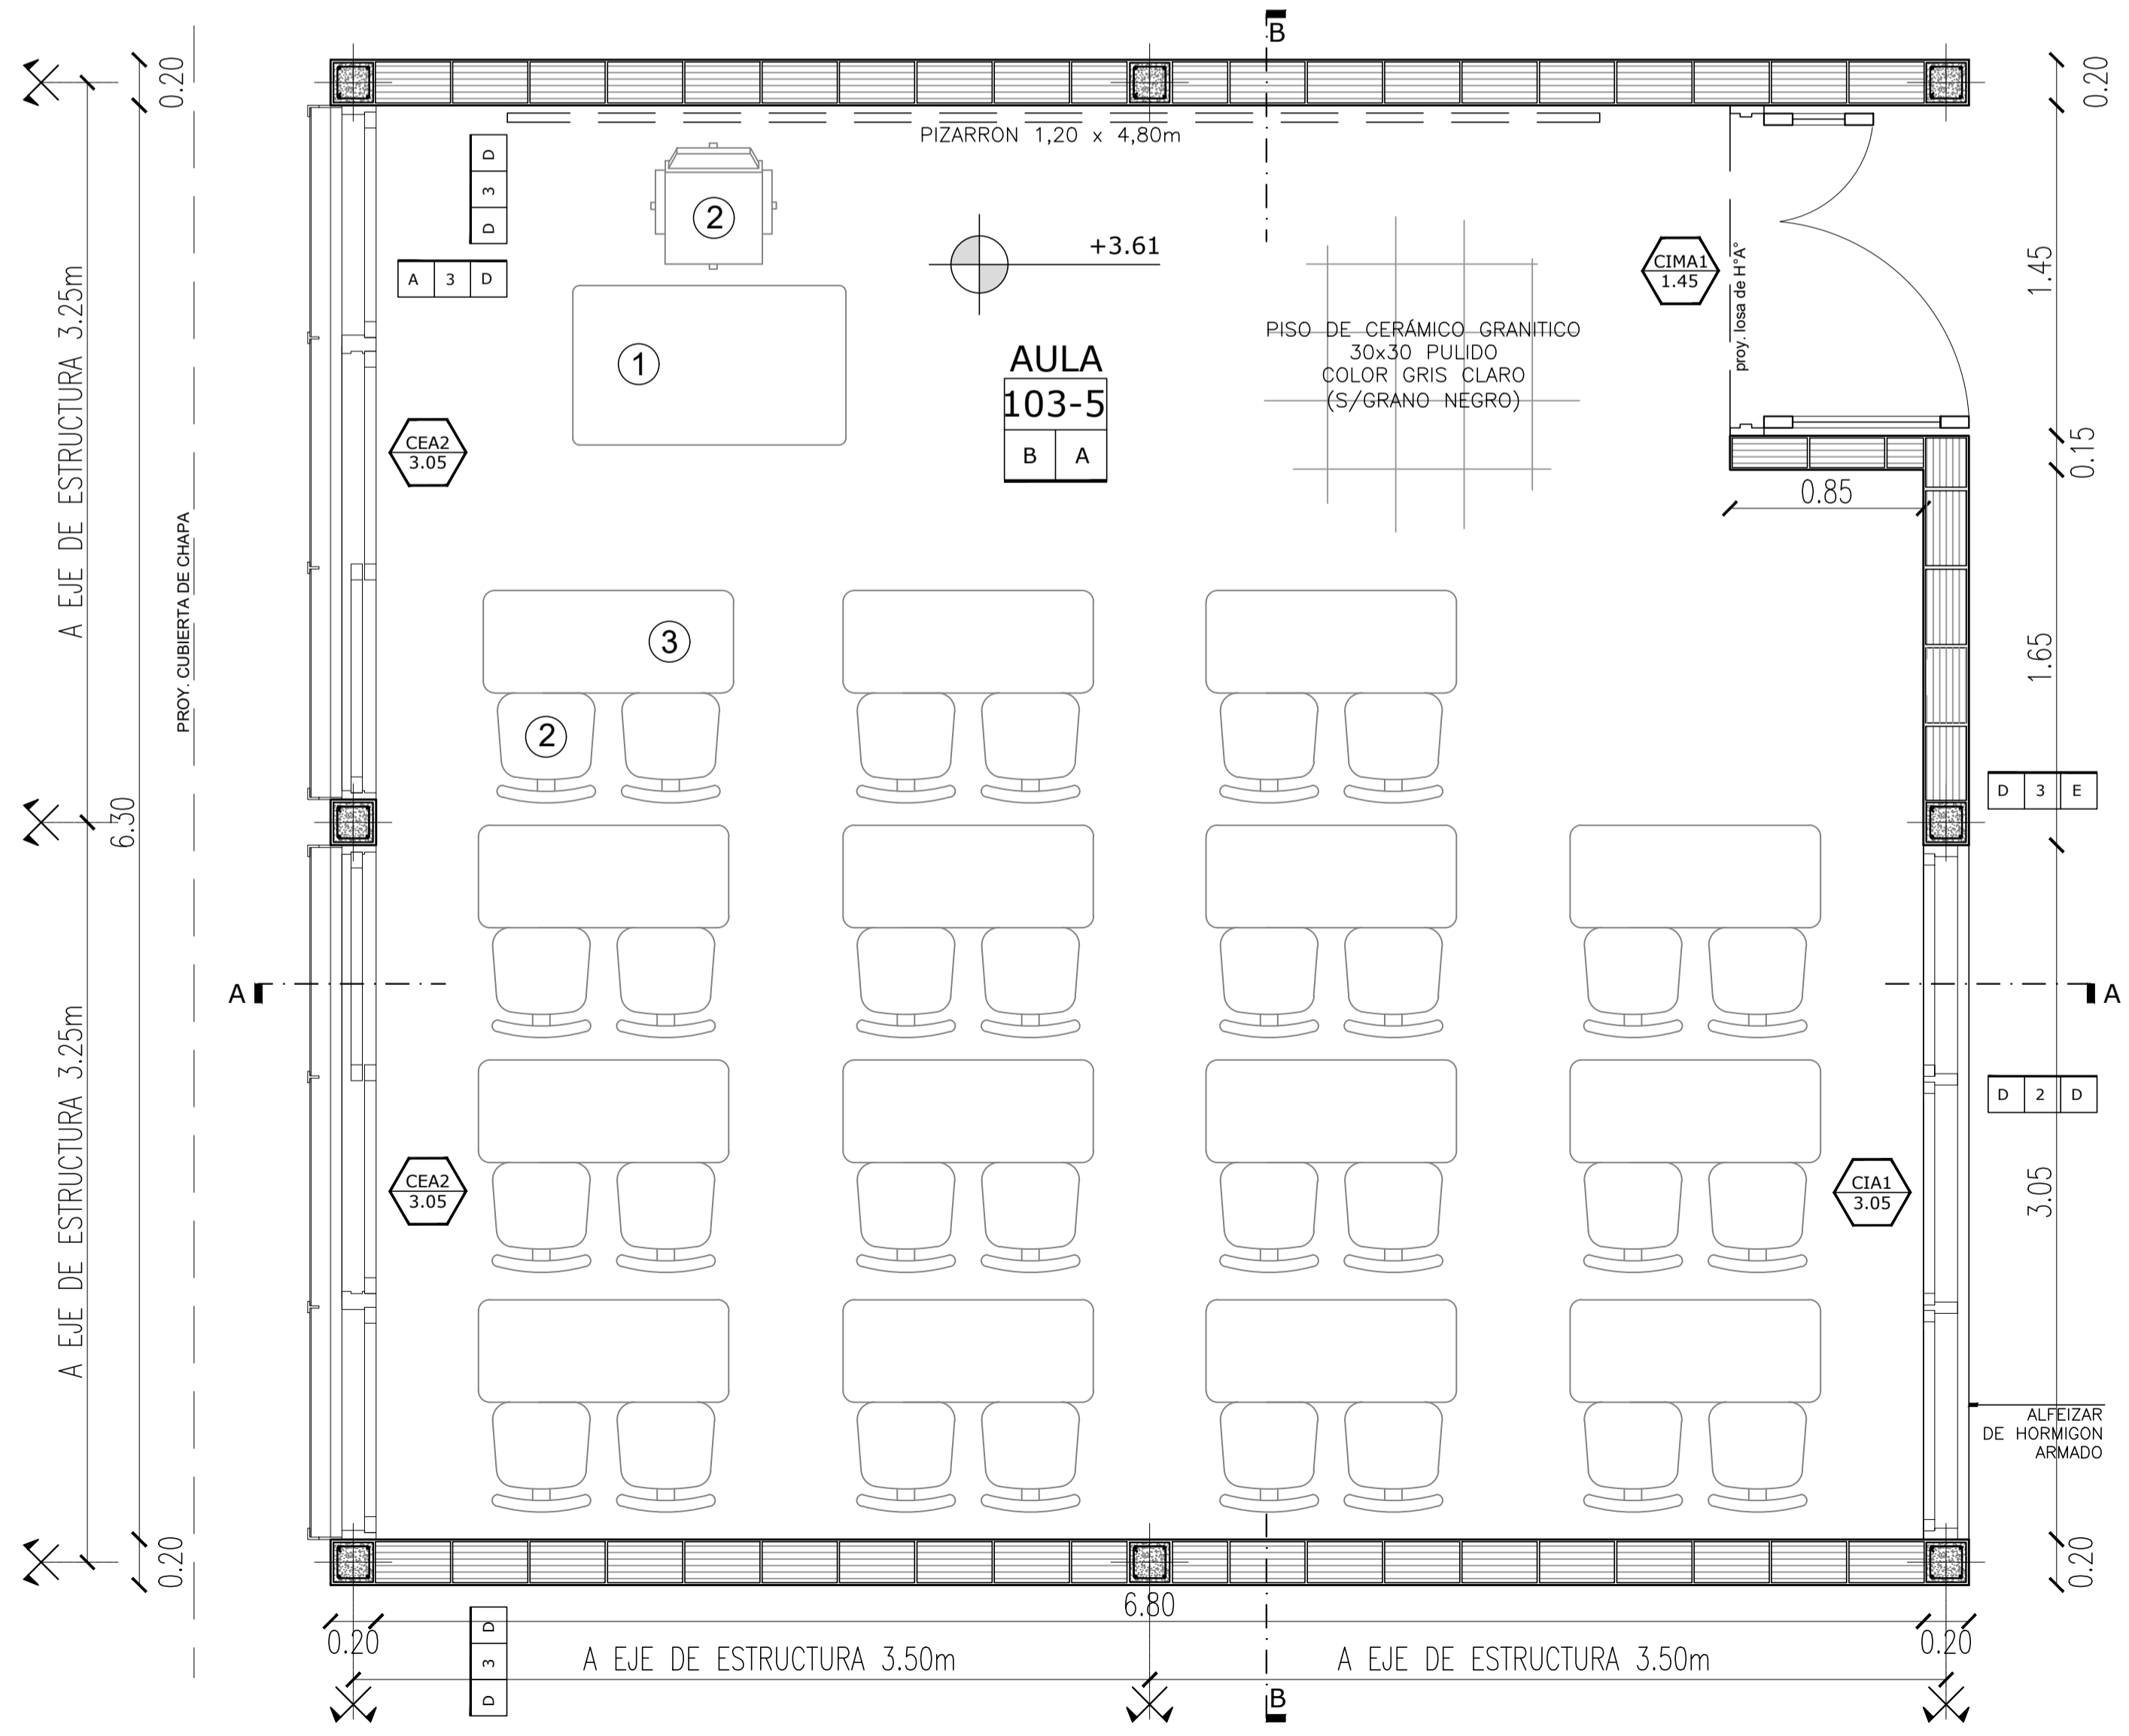 B
0.20
0.20
PIZARRON 1,20 x 4,80m
D
3
D
2
+3.61
A 3 D
CIMA1
1.45
proy. losa de H°A°
1.45
A EJE DE ESTRUCTURA 3.25m
PISO DE CERÁMICO GRANITICO
30x30 PULIDO
COLOR GRIS CLARO
(S/GRANO NEGRO)
1
AULA
103-5
B A
CEA2
3.05
0.15
0.85
PROY. CUBIERTA DE CHAPA
3
2
1.65
6.30
D 3 E
A
A
A EJE DE ESTRUCTURA 3.25m
D 2 D
CEA2
3.05
CIA1
3.05
3.05
ALFEIZAR
DE HORMIGON
ARMADO
0.20
0.20
6.80
0.20
0.20
D
3
D
A EJE DE ESTRUCTURA 3.50m
A EJE DE ESTRUCTURA 3.50m
B